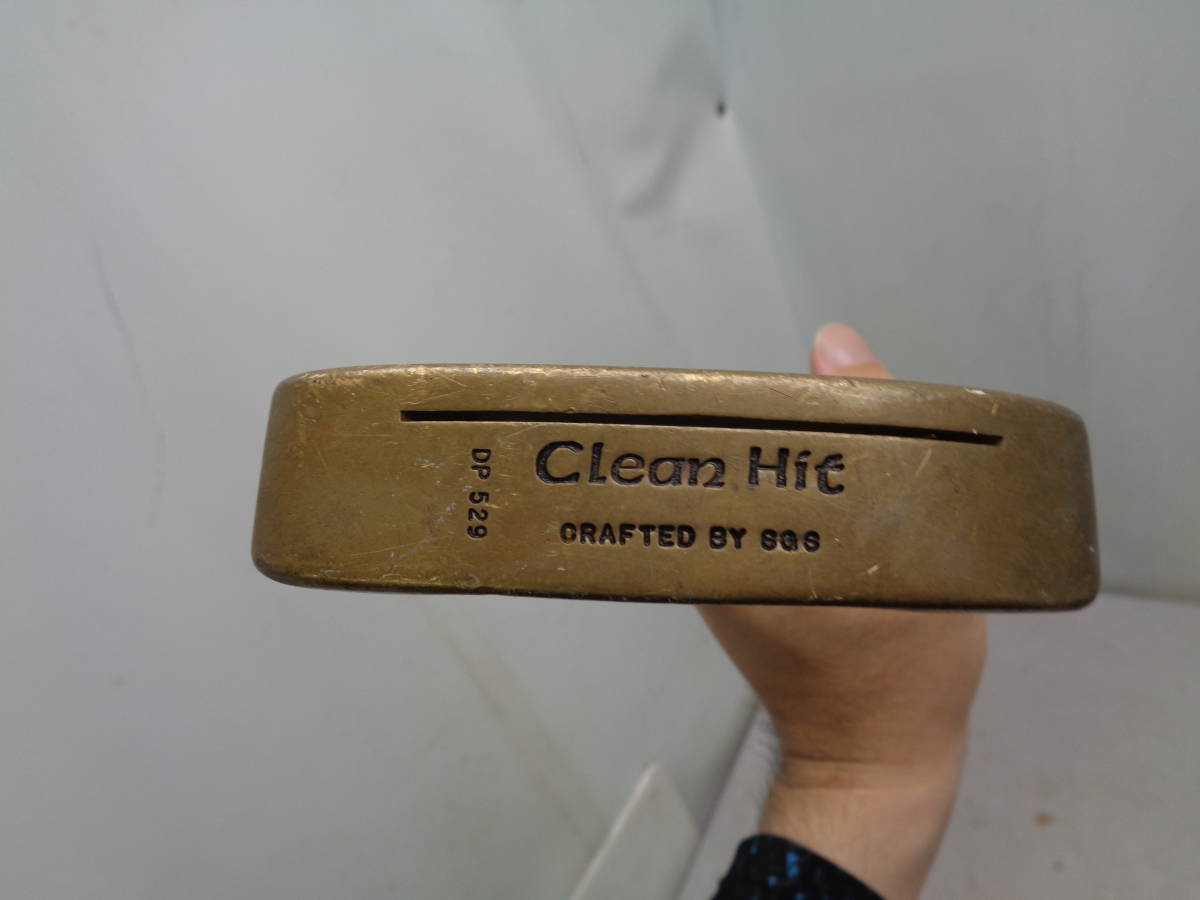 Clean Hit
CRAFTED BY SGS
DP 529